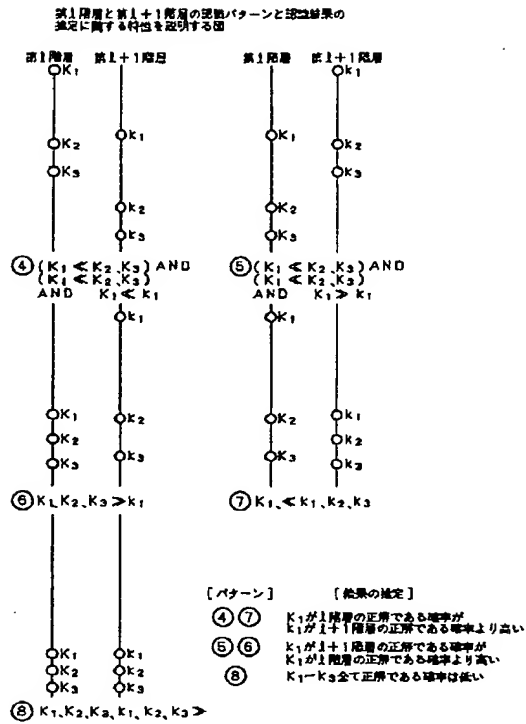 第l階層と第l+1階層の認識パターンと認識結果の
推定に関する特性を説明する図
第l階層 第l+1階層
K1
k1
K2
K3
k2
k3
④ (K1 ≪ K2、K3) AND
(K1 ≪ K2、K3)
AND K1 < k1
第l階層 第l+1階層
k1
K1
k2
k3
K2
K3
⑤ (K1 ≪ K2、K3) AND
(K1 ≪ K2、K3)
AND K1 > k1
k1
K1
k2
K2
k3
K3
⑥ K1、K2、K3 ≫ k1
K1
K2
k1
k2
K3
k3
⑦ K1、≪ k1、k2、k3
K1 k1
K2 k2
K3 k3
⑧ K1、K2、K3、k1、k2、k3 ≫
[パターン] [結果の推定]
④ ⑦ K1がl階層の正解である確率が
k1がl+1階層の正解である確率より高い
⑤ ⑥ k1がl+1階層の正解である確率が
K1がl階層の正解である確率より高い
⑧ K1ーK3全て正解である確率は低い